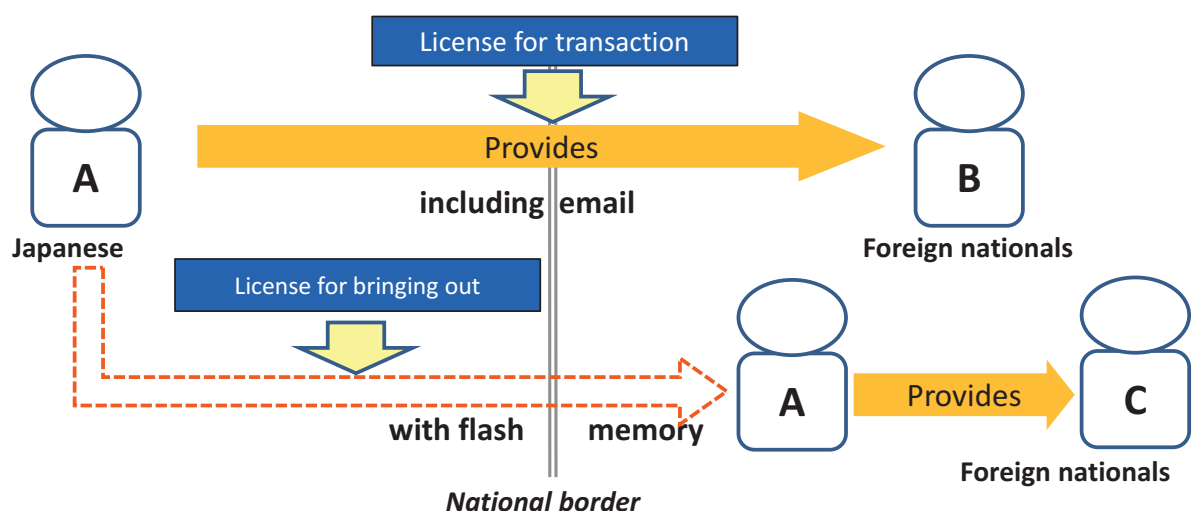 License for transaction
Provides
A
B
including email
Japanese
Foreign nationals
License for bringing out
A
Provides
C
with flash memory
Foreign nationals
National border